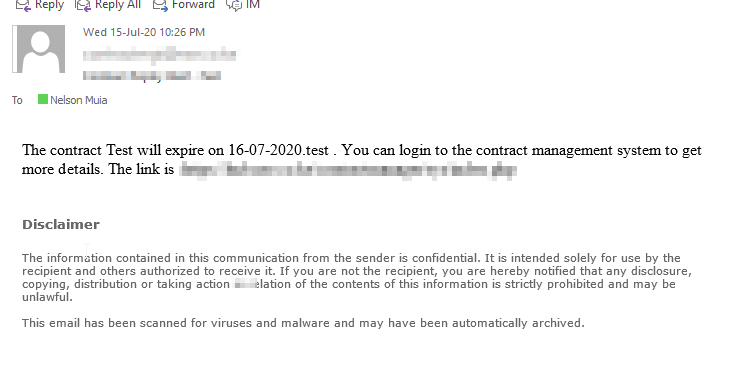 Reply Reply All Forward IM
Wed 15-Jul-20 10:26 PM
To Nelson Muia
The contract Test will expire on 16-07-2020.test . You can login to the contract management system to get
more details. The link is
Disclaimer
The information contained in this communication from the sender is confidential. It is intended solely for use by the
recipient and others authorized to receive it. If you are not the recipient, you are hereby notified that any disclosure,
copying, distribution or taking action elation of the contents of this information is strictly prohibited and may be
unlawful.
This email has been scanned for viruses and malware and may have been automatically archived.